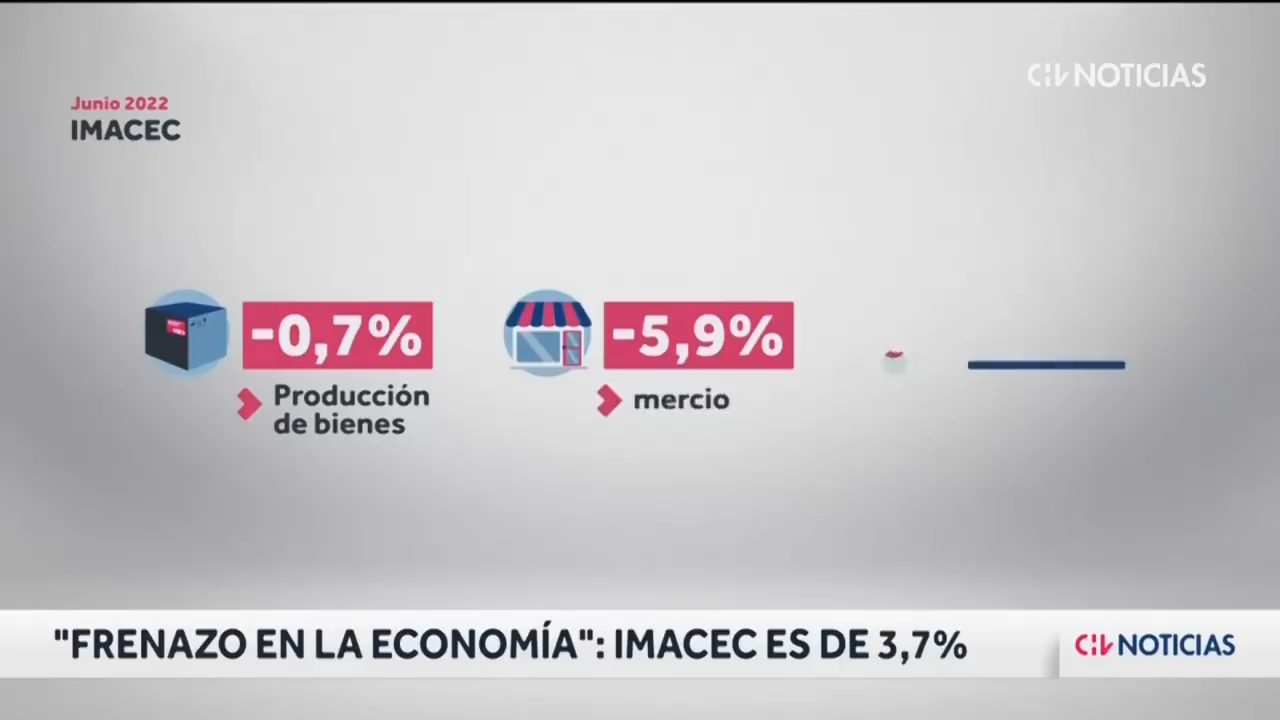 CHV NOTICIAS
Junio 2022
IMACEC
-0,7%
Producción
de bienes
-5,9%
mercio
"FRENAZO EN LA ECONOMÍA": IMACEC ES DE 3,7%
CHV NOTICIAS